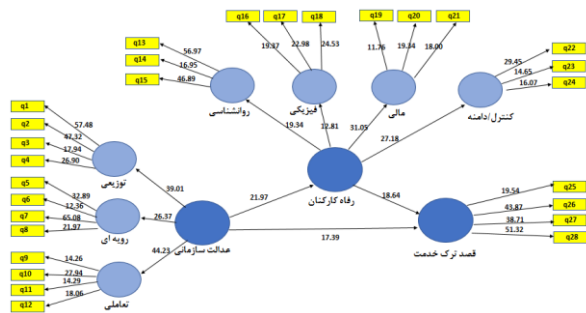 q16
q17
q18
q19
q20
q21
q13
q14
q15
q22
q23
q24
19.37
22.98
24.53
11.76
19.34
18.00
56.97
16.95
46.89
29.45
14.65
16.07
روانشناسی
فیزیکی
مالی
کنترل/دامنه
q1
q2
q3
q4
57.48
47.32
17.94
26.90
توزیعی
19.34
12.81
31.05
27.18
رفاه کارکنان
q5
q6
q7
q8
32.89
12.36
65.08
21.97
رویه ای
39.01
26.37
44.23
21.97
18.64
17.39
عدالت سازمانی
قصد ترک خدمت
q25
q26
q27
q28
19.54
43.87
38.71
51.32
q9
q10
q11
q12
14.26
27.94
14.29
18.06
تعاملی